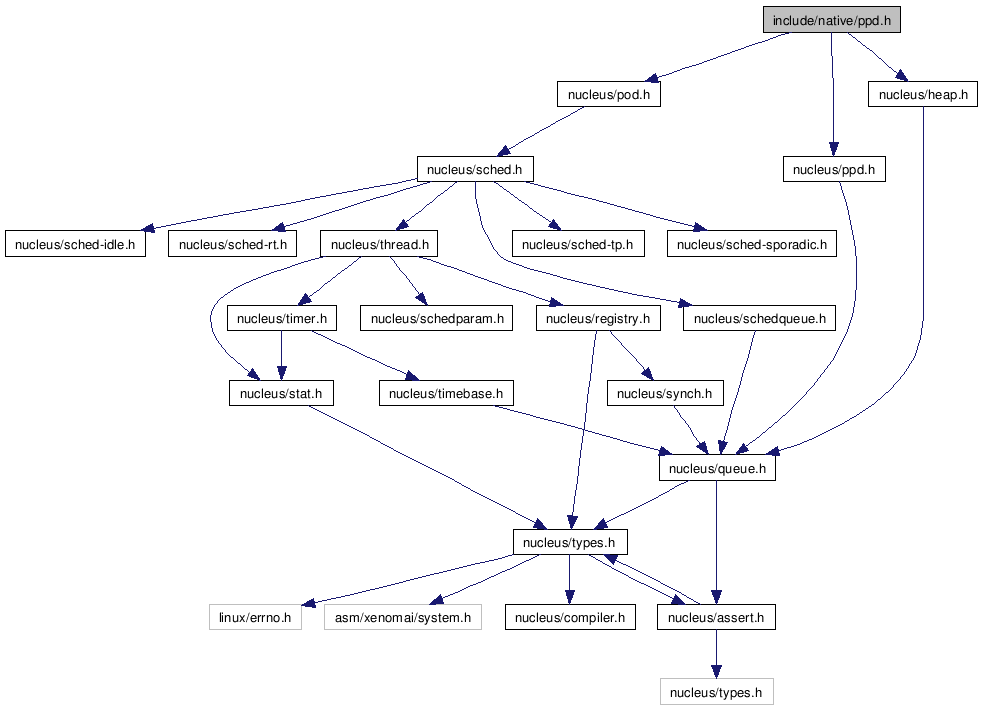 include/native/ppd.h
nucleus/pod.h
nucleus/heap.h
nucleus/sched.h
nucleus/ppd.h
nucleus/sched-idle.h
nucleus/sched-rt.h
nucleus/thread.h
nucleus/sched-tp.h
nucleus/sched-sporadic.h
nucleus/timer.h
nucleus/schedparam.h
nucleus/registry.h
nucleus/schedqueue.h
nucleus/stat.h
nucleus/timebase.h
nucleus/synch.h
nucleus/queue.h
nucleus/types.h
linux/errno.h
asm/xenomai/system.h
nucleus/compiler.h
nucleus/assert.h
nucleus/types.h